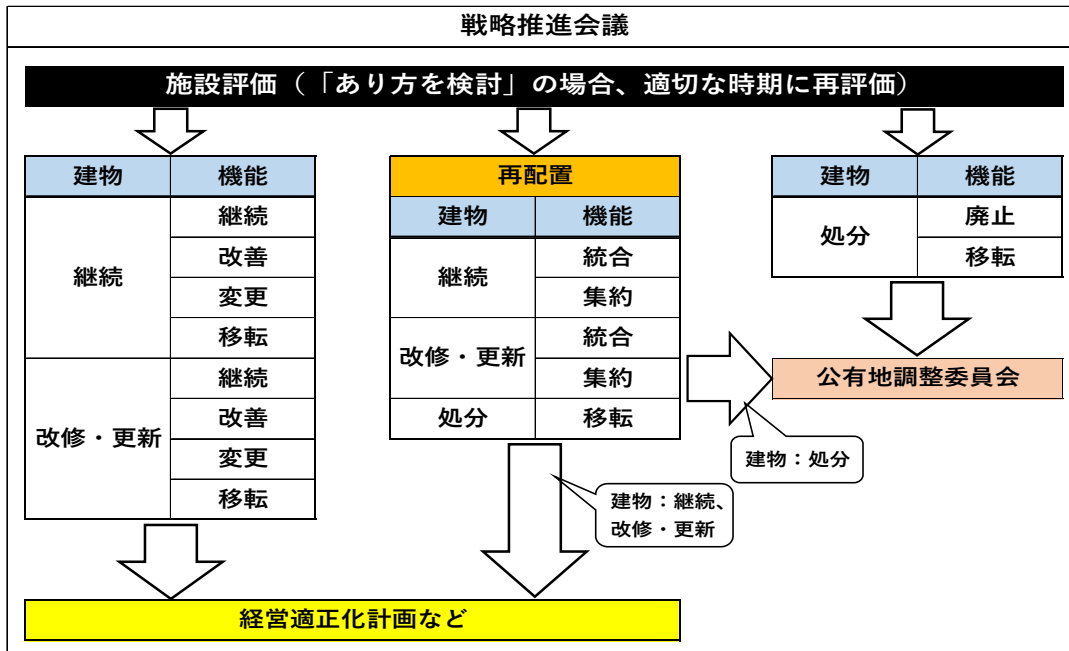 戦略推進会議
施設評価（「あり方を検討」の場合、適切な時期に再評価）
建物 機能
継続
継続
改善
変更
移転
改修・更新
継続
改善
変更
移転
再配置
建物 機能
継続
統合
集約
改修・更新
統合
集約
処分 移転
建物 機能
処分
廃止
移転
公有地調整委員会
建物：処分
建物：継続、
改修・更新
経営適正化計画など